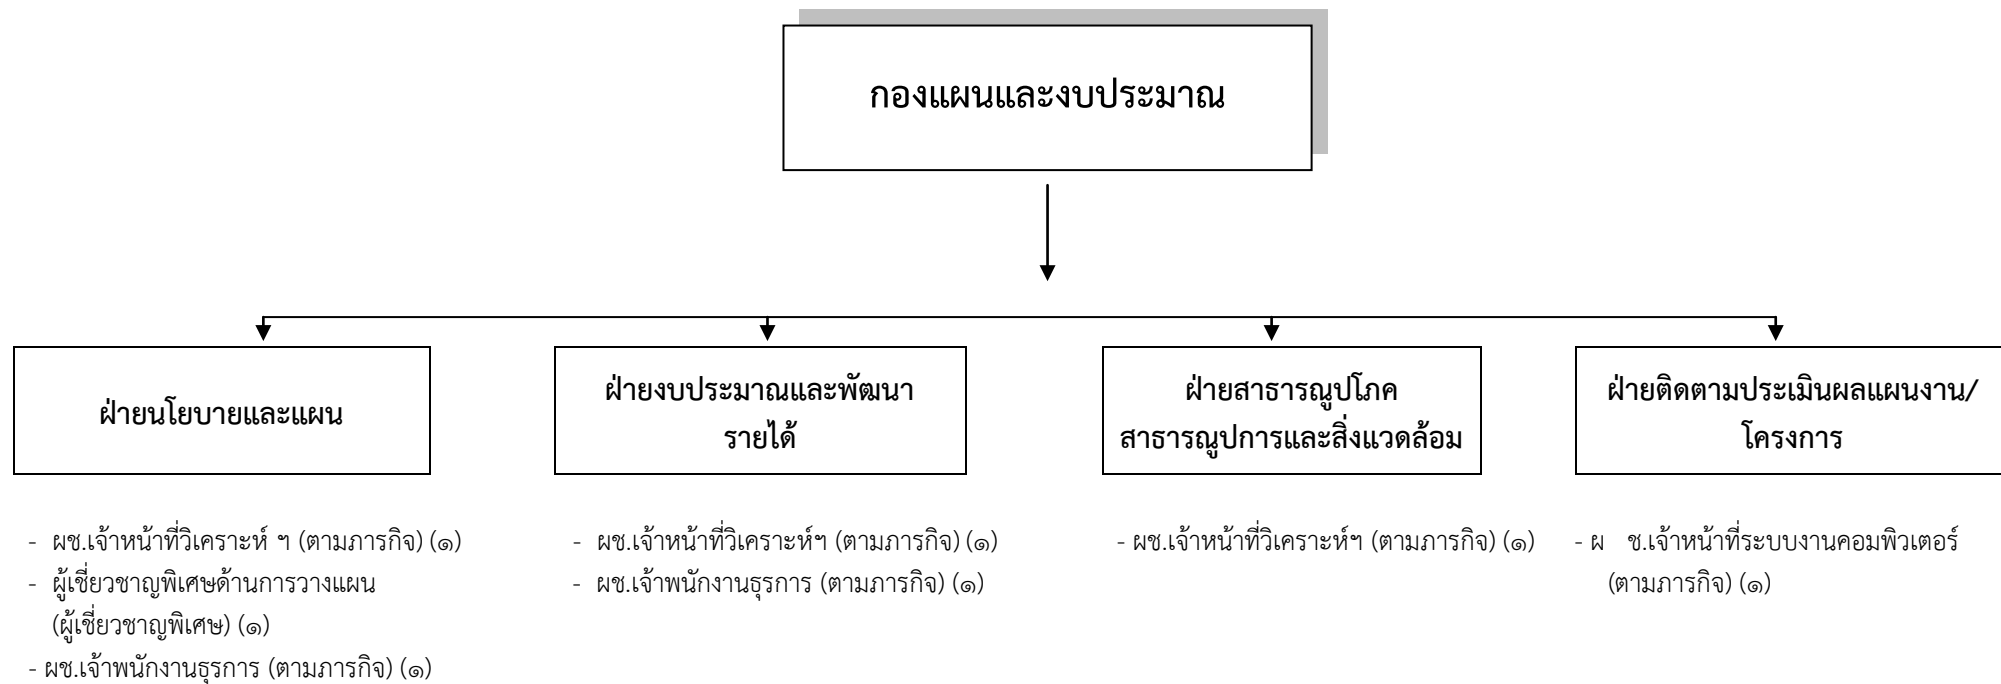 กองแผนและงบประมาณ
ฝ่ายนโยบายและแผน
ฝ่ายงบประมาณและพัฒนา
รายได้
ฝ่ายสาธารณูปโภค
สาธารณูปการและสิ่งแวดล้อม
ฝ่ายติดตามประเมินผลแผนงาน/
โครงการ
- ผช.เจ้าหน้าที่วิเคราะห์ ฯ (ตามภารกิจ) (๑)
- ผู้เชี่ยวชาญพิเศษด้านการวางแผน
(ผู้เชี่ยวชาญพิเศษ) (๑)
- ผช.เจ้าพนักงานธุรการ (ตามภารกิจ) (๑)
- ผช.เจ้าหน้าที่วิเคราะห์ฯ (ตามภารกิจ) (๑)
- ผช.เจ้าพนักงานธุรการ (ตามภารกิจ) (๑)
- ผช.เจ้าหน้าที่วิเคราะห์ฯ (ตามภารกิจ) (๑)
- ผ ช.เจ้าหน้าที่ระบบงานคอมพิวเตอร์
(ตามภารกิจ) (๑)